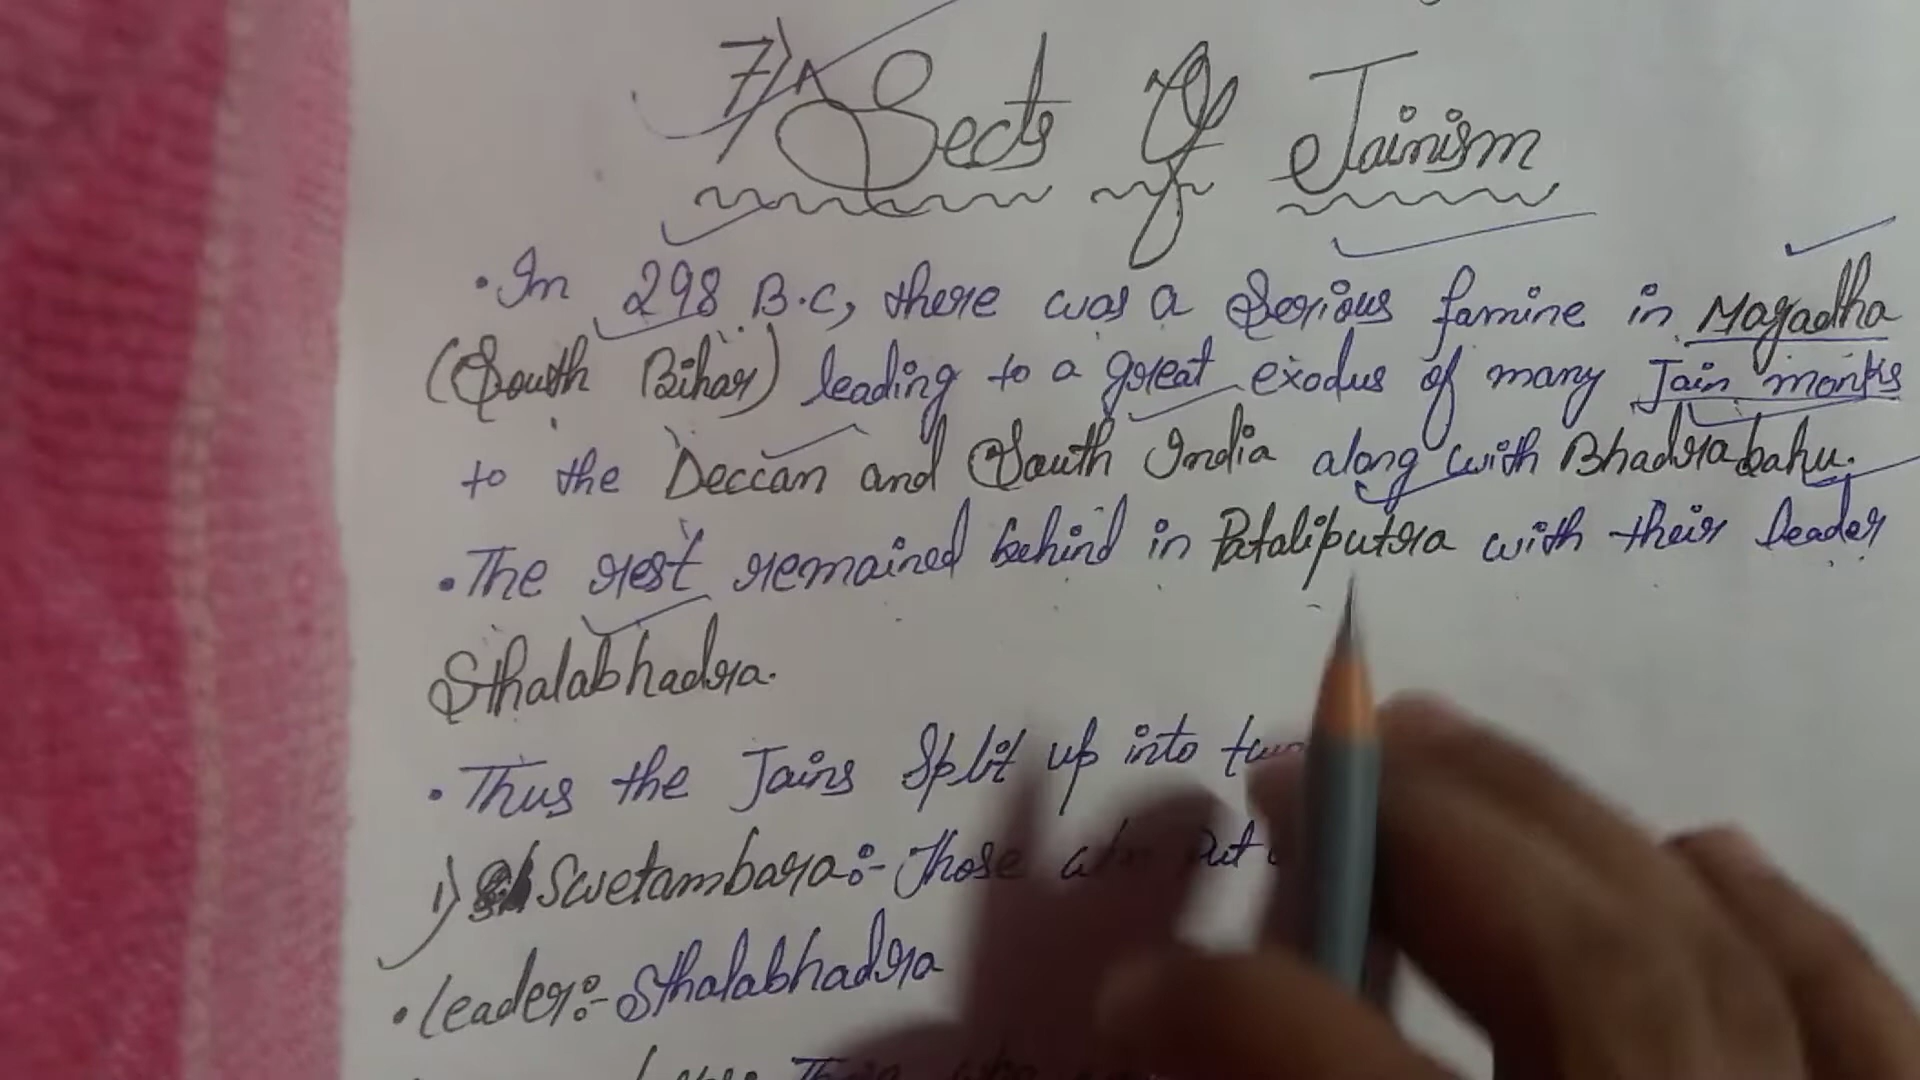 7) Sects Of Jainism
• In 298 B.C, there was a serious famine in Magadha
(South Bihar) leading to a great exodus of many Jain monks
to the Deccan and South India along with Bhadrabahu.
• The rest remained behind in Pataliputra with their leader
Sthalabhadra.
• Thus the Jains split up into
1) Swetambara:- Those who put
• Leader:- Sthalabhadra